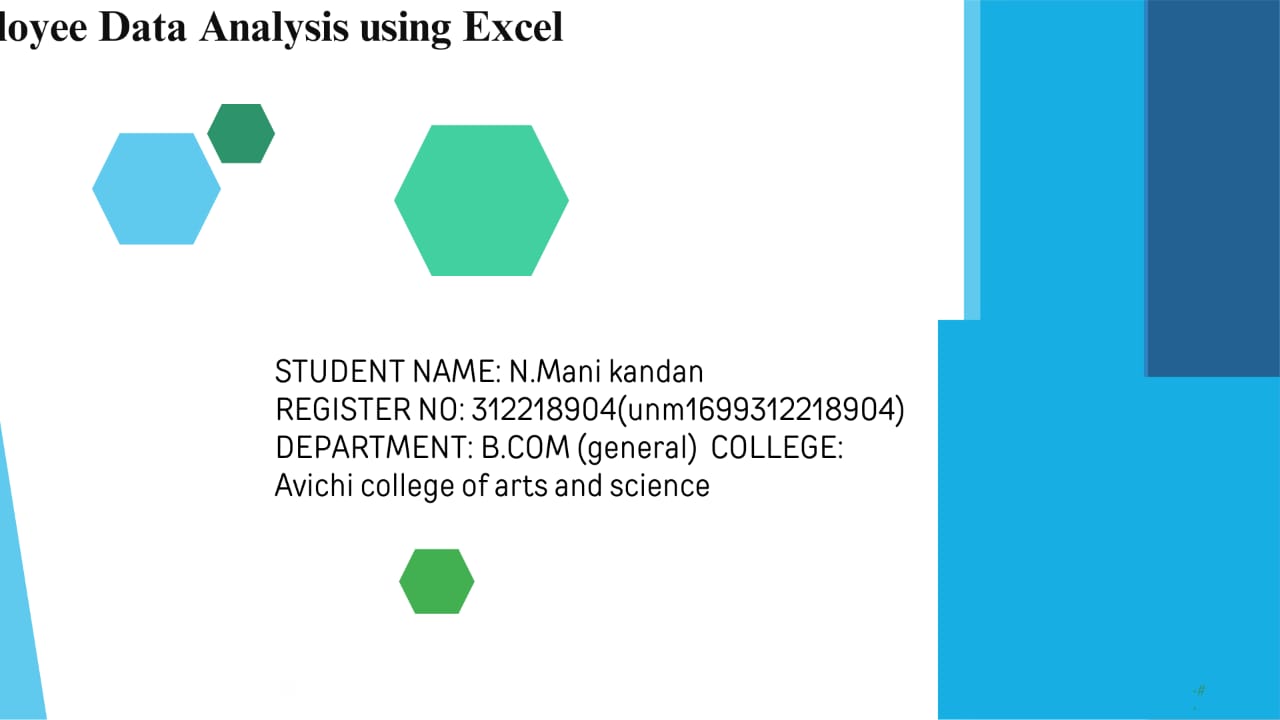 loyee Data Analysis using Excel
STUDENT NAME: N.Mani kandan
REGISTER NO: 312218904(unm1699312218904)
DEPARTMENT: B.COM (general) COLLEGE:
Avichi college of arts and science